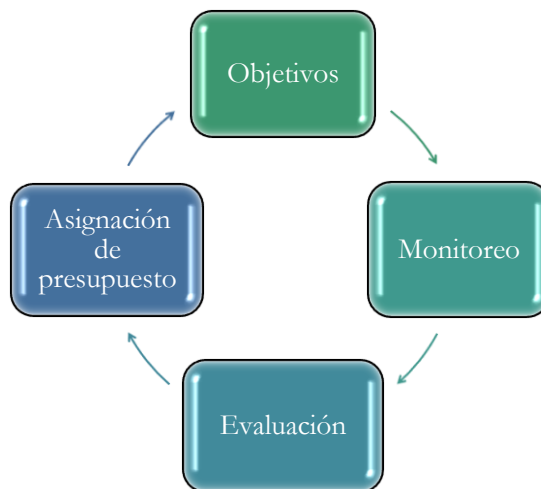 Objetivos
Monitoreo
Evaluación
Asignación
de
presupuesto